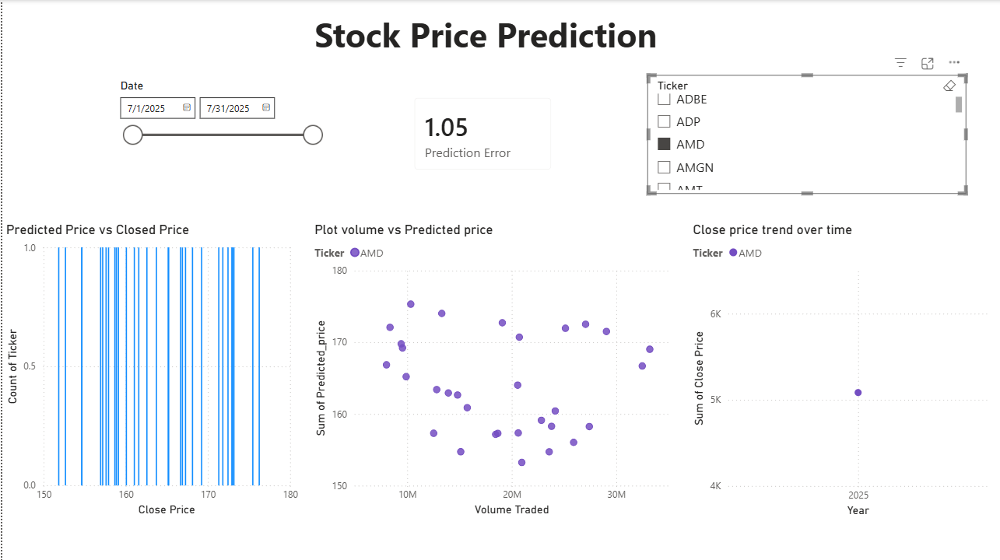 Stock Price Prediction
Date
7/1/2025
7/31/2025
1.05
Prediction Error
Ticker
ADBE
ADP
AMD
AMGN
AMT
Predicted Price vs Closed Price
1.0
0.5
0.0
Count of Ticker
150
160
170
180
Close Price
Plot volume vs Predicted price
Ticker AMD
180
170
160
150
Sum of Predicted_price
10M
20M
30M
Volume Traded
Close price trend over time
Ticker AMD
6K
5K
4K
Sum of Close Price
2025
Year